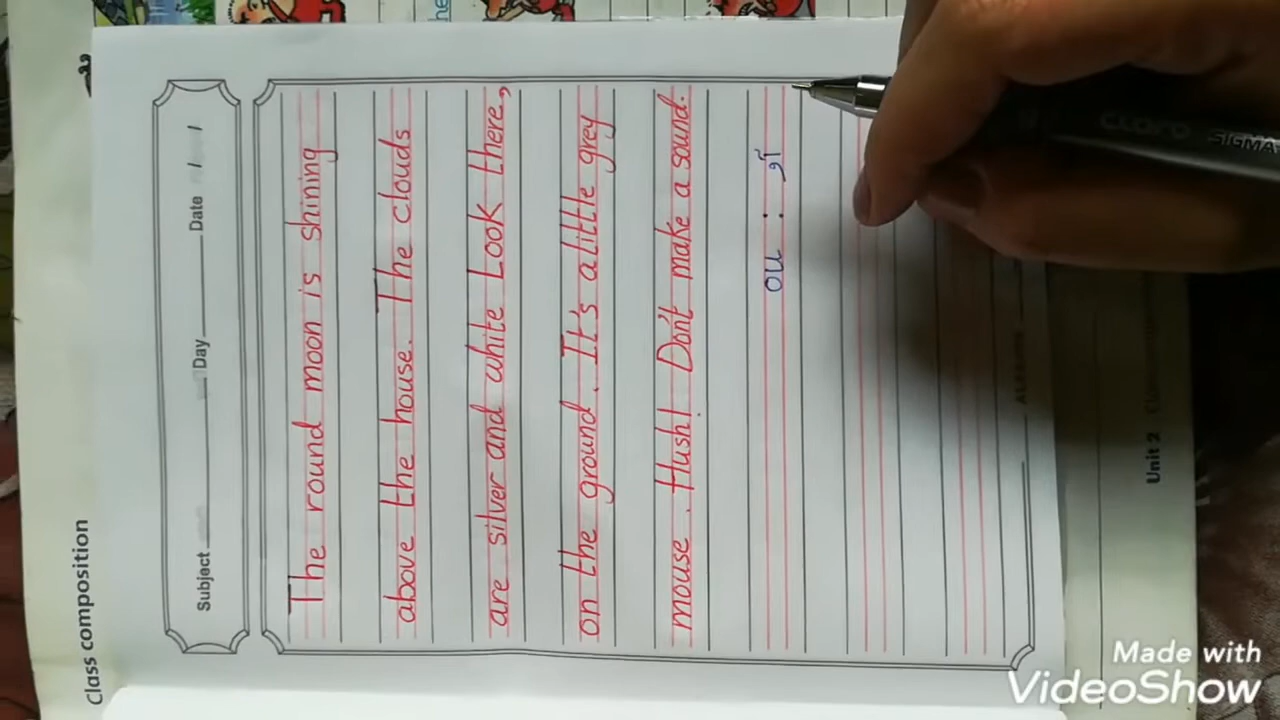 Class composition
Subject Day Date / /
The round moon is shining
above the house. The clouds
are silver and white Look there,
on the ground. It's a little grey
mouse. Hush! Don't make a sound.
ou :
Unit 2
SIGMA
Made with
VideoShow